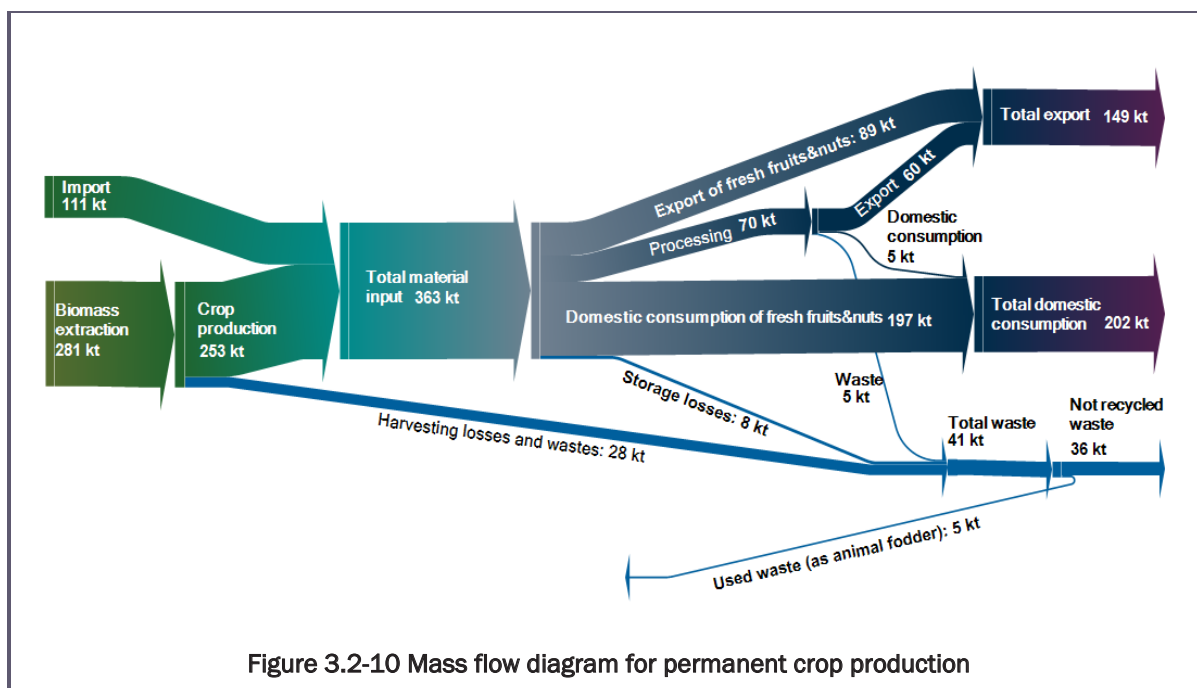 Import
111 kt
Biomass
extraction
281 kt
Crop
production
253 kt
Total material
input 363 kt
Export of fresh fruits&nuts: 89 kt
Processing 70 kt
Export 60 kt
Total export 149 kt
Domestic
consumption
5 kt
Domestic consumption of fresh fruits&nuts 197 kt
Total domestic
consumption 202 kt
Harvesting losses and wastes: 28 kt
Storage losses: 8 kt
Waste
5 kt
Total waste
41 kt
Not recycled
waste
36 kt
Used waste (as animal fodder): 5 kt
Figure 3.2-10 Mass flow diagram for permanent crop production